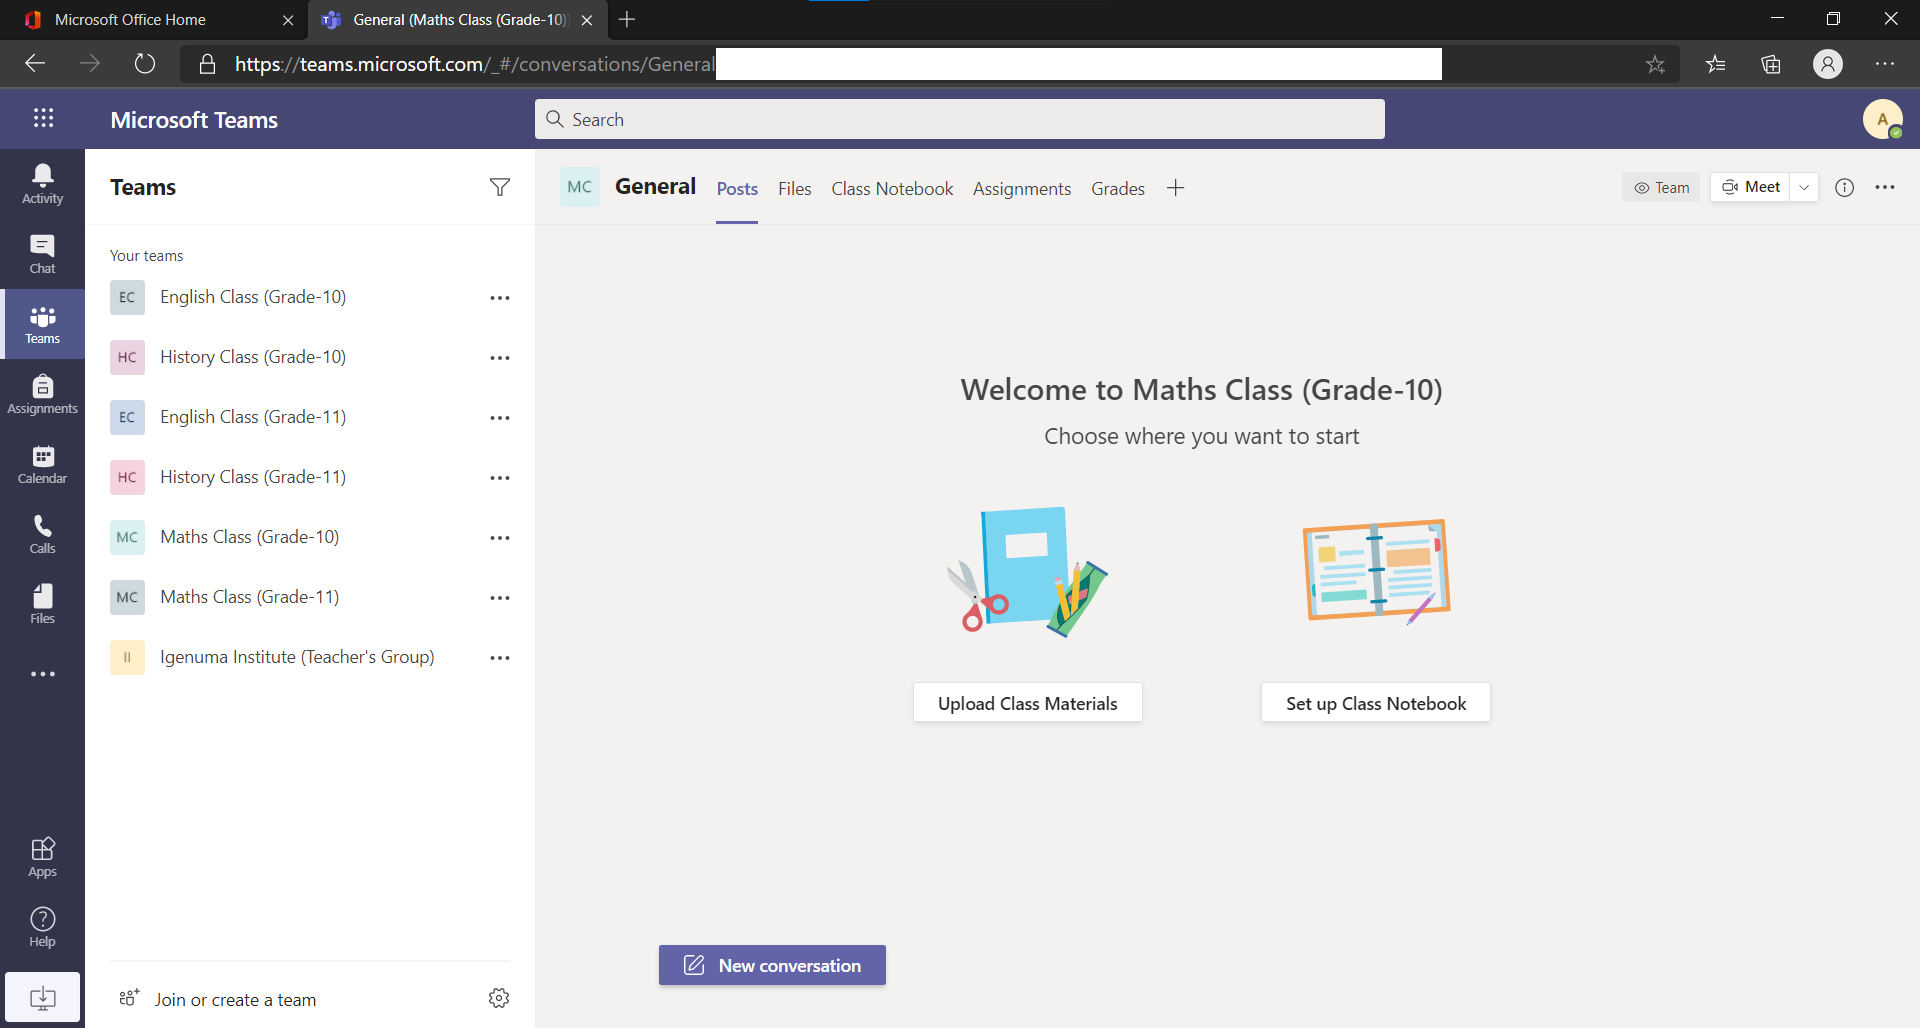 Microsoft Office Home
General (Maths Class (Grade-10)
https://teams.microsoft.com/_#/conversations/General
Microsoft Teams
Search
A
Activity
Chat
Teams
Assignments
Calendar
Calls
Files
Apps
Help
Teams
Your teams
EC English Class (Grade-10)
HC History Class (Grade-10)
EC English Class (Grade-11)
HC History Class (Grade-11)
MC Maths Class (Grade-10)
MC Maths Class (Grade-11)
II Igenuma Institute (Teacher's Group)
Join or create a team
MC General Posts Files Class Notebook Assignments Grades
Team Meet
Welcome to Maths Class (Grade-10)
Choose where you want to start
Upload Class Materials
Set up Class Notebook
New conversation